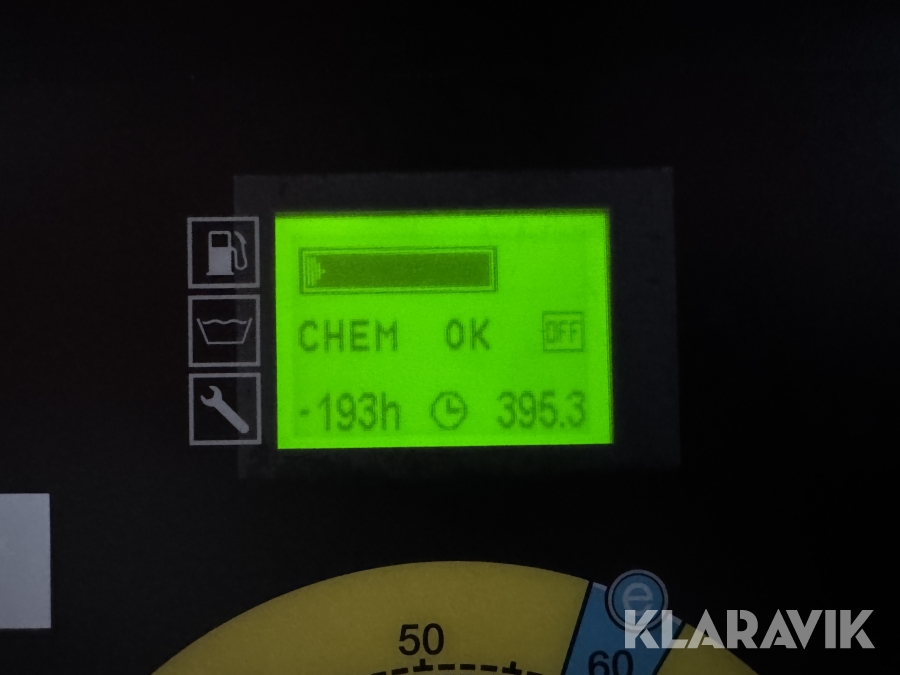 CHEM OK OFF
-193h 395.3
50
60
e
KLARAVIK